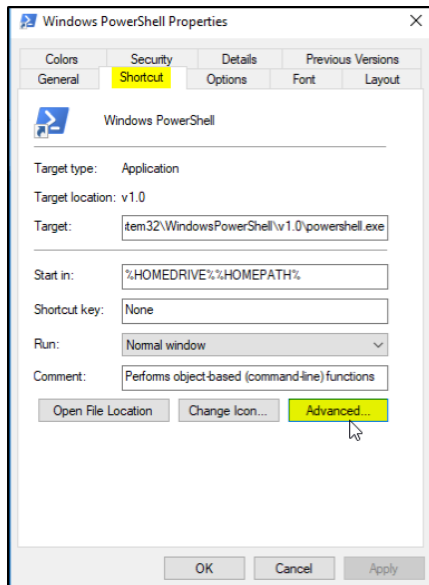 Windows PowerShell Properties
Colors Security Details Previous Versions
General Shortcut Options Font Layout
Windows PowerShell
Target type: Application
Target location: v1.0
Target: item32\WindowsPowerShell\v1.0\powershell.exe
Start in: %HOMEDRIVE%%HOMEPATH%
Shortcut key: None
Run: Normal window
Comment: Performs object-based (command-line) functions
Open File Location Change Icon... Advanced...
OK Cancel Apply